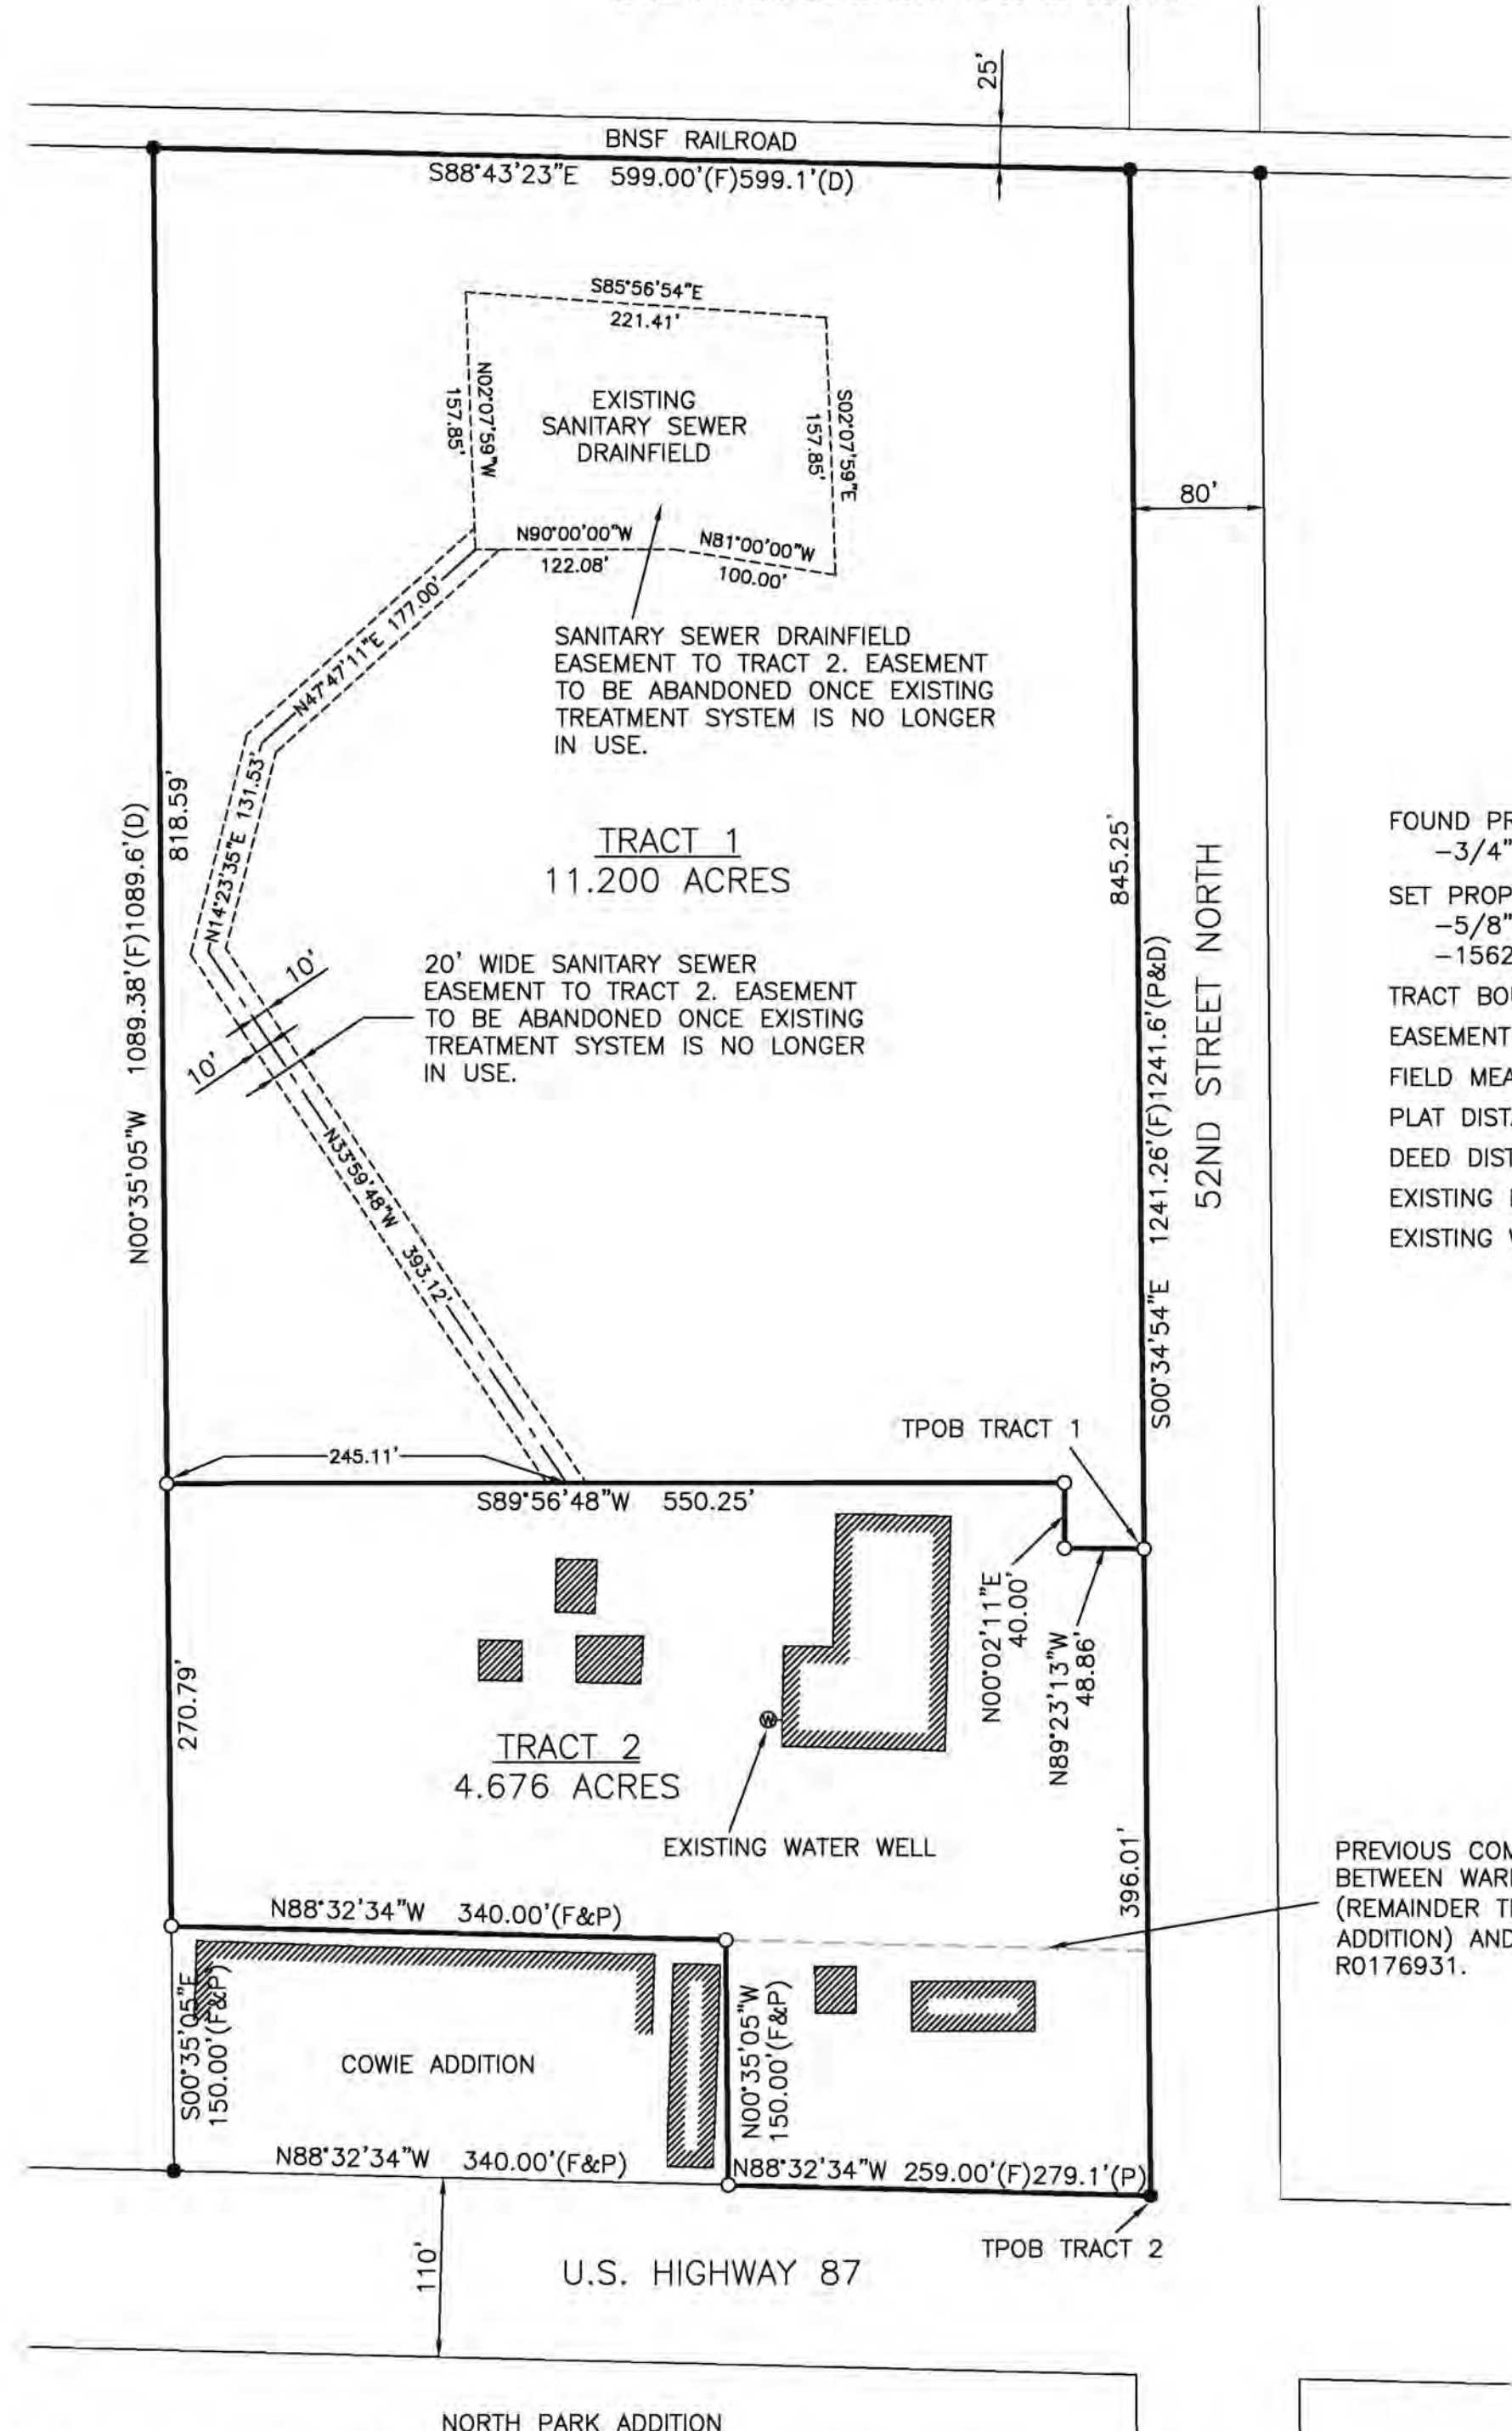 25'
BNSF RAILROAD
S88°43'23"E 599.00'(F)599.1'(D)
S85°56'54"E
221.41'
N02°07'59"W
157.85'
EXISTING
SANITARY SEWER
DRAINFIELD
S02°07'59"E
157.85'
80'
N90°00'00"W
122.08'
N81°00'00"W
100.00'
N47°47'11"E 177.00'
SANITARY SEWER DRAINFIELD
EASEMENT TO TRACT 2. EASEMENT
TO BE ABANDONED ONCE EXISTING
TREATMENT SYSTEM IS NO LONGER
IN USE.
N14°23'35"E 131.53'
818.59'
N00°35'05"W 1089.38'(F)1089.6'(D)
TRACT 1
11.200 ACRES
845.25'
S00°34'54"E 1241.26'(F)1241.6'(P&D)
52ND STREET NORTH
FOUND
-3/4"
SET
-5/8"
TRACT
EASEMENT
FIELD
PLAT
DEED
EXISTING
EXISTING
10'
10'
20' WIDE SANITARY SEWER
EASEMENT TO TRACT 2. EASEMENT
TO BE ABANDONED ONCE EXISTING
TREATMENT SYSTEM IS NO LONGER
IN USE.
N33°59'48"W 393.12'
TPOB TRACT 1
245.11'
S89°56'48"W 550.25'
N00°02'11"E
40.00'
N89°23'13"W
48.86'
270.79'
W
TRACT 2
4.676 ACRES
EXISTING WATER WELL
396.01'
PREVIOUS
BETWEEN
(REMAINDER
ADDITION) AND
R0176931.
N88°32'34"W 340.00'(F&P)
S00°35'05"E
150.00'(F&P)
COWIE ADDITION
N00°35'05"W
150.00'(F&P)
N88°32'34"W 340.00'(F&P)
N88°32'34"W 259.00'(F)279.1'(P)
TPOB TRACT 2
110'
U.S. HIGHWAY 87
NORTH PARK ADDITION